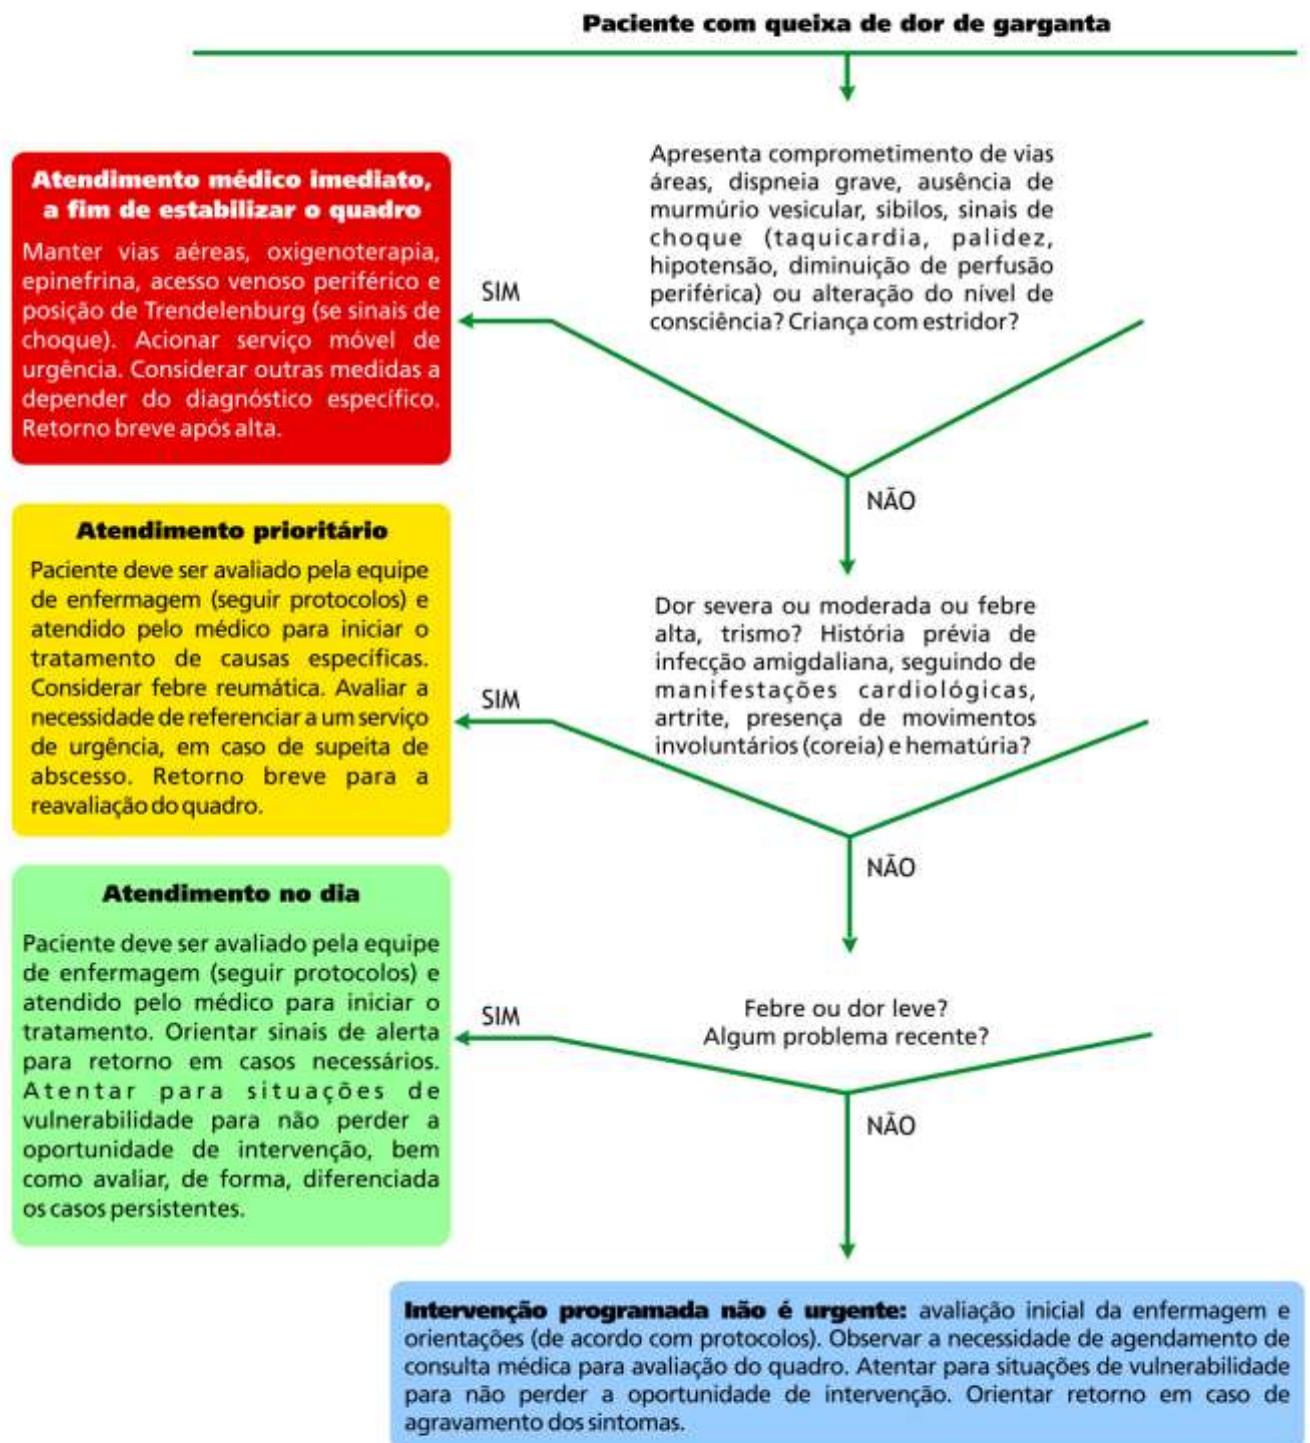 Paciente com queixa de dor de garganta
Apresenta comprometimento de vias
áreas, dispneia grave, ausência de
murmúrio vesicular, sibilos, sinais de
choque (taquicardia, palidez,
hipotensão, diminuição de perfusão
periférica) ou alteração do nível de
consciência? Criança com estridor?
SIM
Atendimento médico imediato,
a fim de estabilizar o quadro
Manter vias aéreas, oxigenoterapia,
epinefrina, acesso venoso periférico e
posição de Trendelenburg (se sinais de
choque). Acionar serviço móvel de
urgência. Considerar outras medidas a
depender do diagnóstico específico.
Retorno breve após alta.
NÃO
Dor severa ou moderada ou febre
alta, trismo? História prévia de
infecção amigdaliana, seguindo de
manifestações cardiológicas,
artrite, presença de movimentos
involuntários (coreia) e hematúria?
SIM
Atendimento prioritário
Paciente deve ser avaliado pela equipe
de enfermagem (seguir protocolos) e
atendido pelo médico para iniciar o
tratamento de causas específicas.
Considerar febre reumática. Avaliar a
necessidade de referenciar a um serviço
de urgência, em caso de supeita de
abscesso. Retorno breve para a
reavaliação do quadro.
NÃO
Febre ou dor leve?
Algum problema recente?
SIM
Atendimento no dia
Paciente deve ser avaliado pela equipe
de enfermagem (seguir protocolos) e
atendido pelo médico para iniciar o
tratamento. Orientar sinais de alerta
para retorno em casos necessários.
Atentar para situações de
vulnerabilidade para não perder a
oportunidade de intervenção, bem
como avaliar, de forma, diferenciada
os casos persistentes.
NÃO
Intervenção programada não é urgente: avaliação inicial da enfermagem e
orientações (de acordo com protocolos). Observar a necessidade de agendamento de
consulta médica para avaliação do quadro. Atentar para situações de vulnerabilidade
para não perder a oportunidade de intervenção. Orientar retorno em caso de
agravamento dos sintomas.